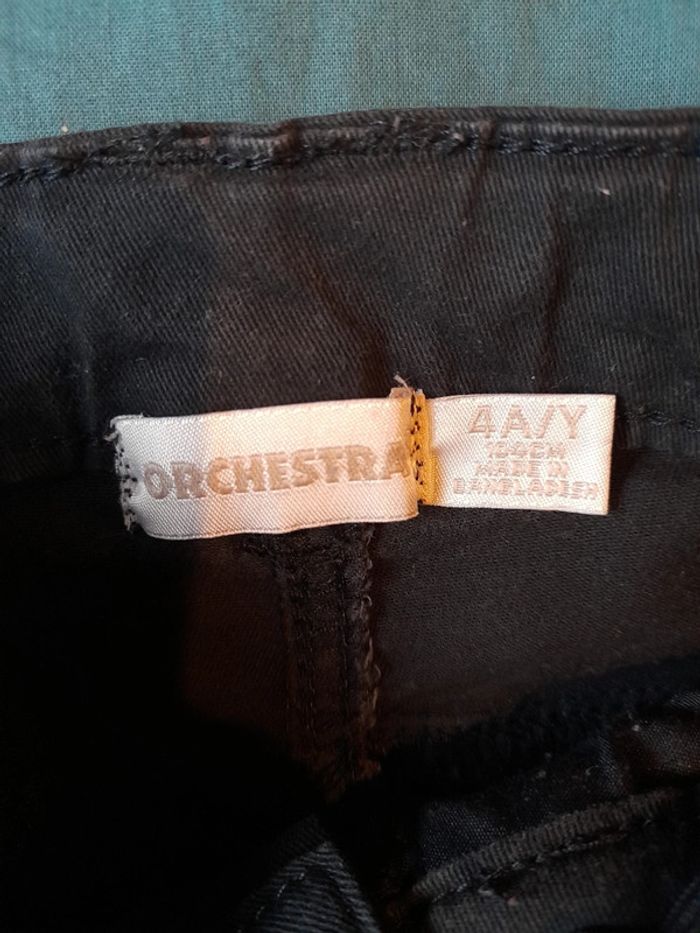 ORCHESTRA
4A/Y
104CM
MADE IN
BANGLADESH